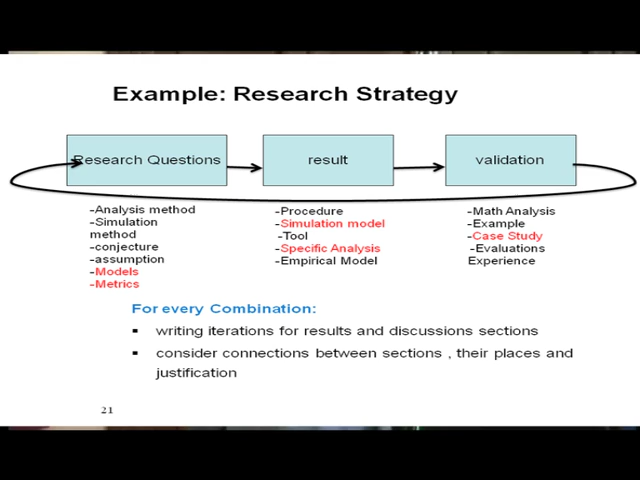 Example: Research Strategy
Research Questions
result
validation
-Analysis method
-Simulation
method
-conjecture
-assumption
-Models
-Metrics
-Procedure
-Simulation model
-Tool
-Specific Analysis
-Empirical Model
-Math Analysis
-Example
-Case Study
-Evaluations
Experience
For every Combination:
▪ writing iterations for results and discussions sections
▪ consider connections between sections , their places and
justification
21